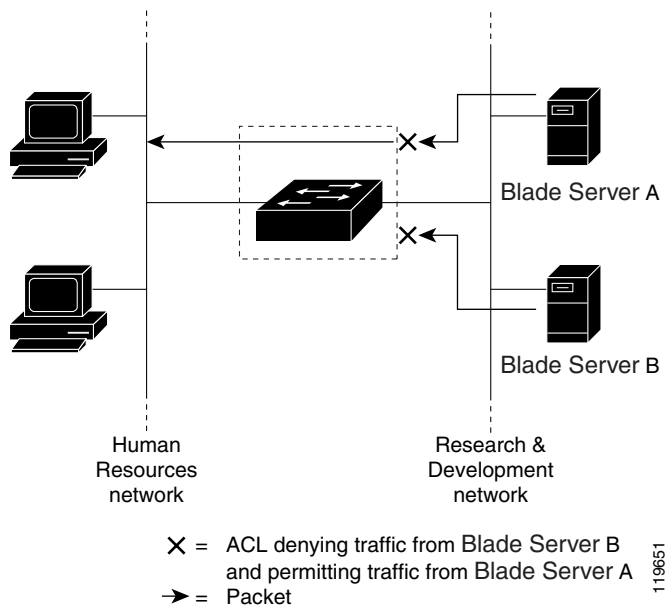 Blade Server A
Blade Server B
Human
Resources
network
Research &
Development
network
X = ACL denying traffic from Blade Server B
and permitting traffic from Blade Server A
→ = Packet
119651